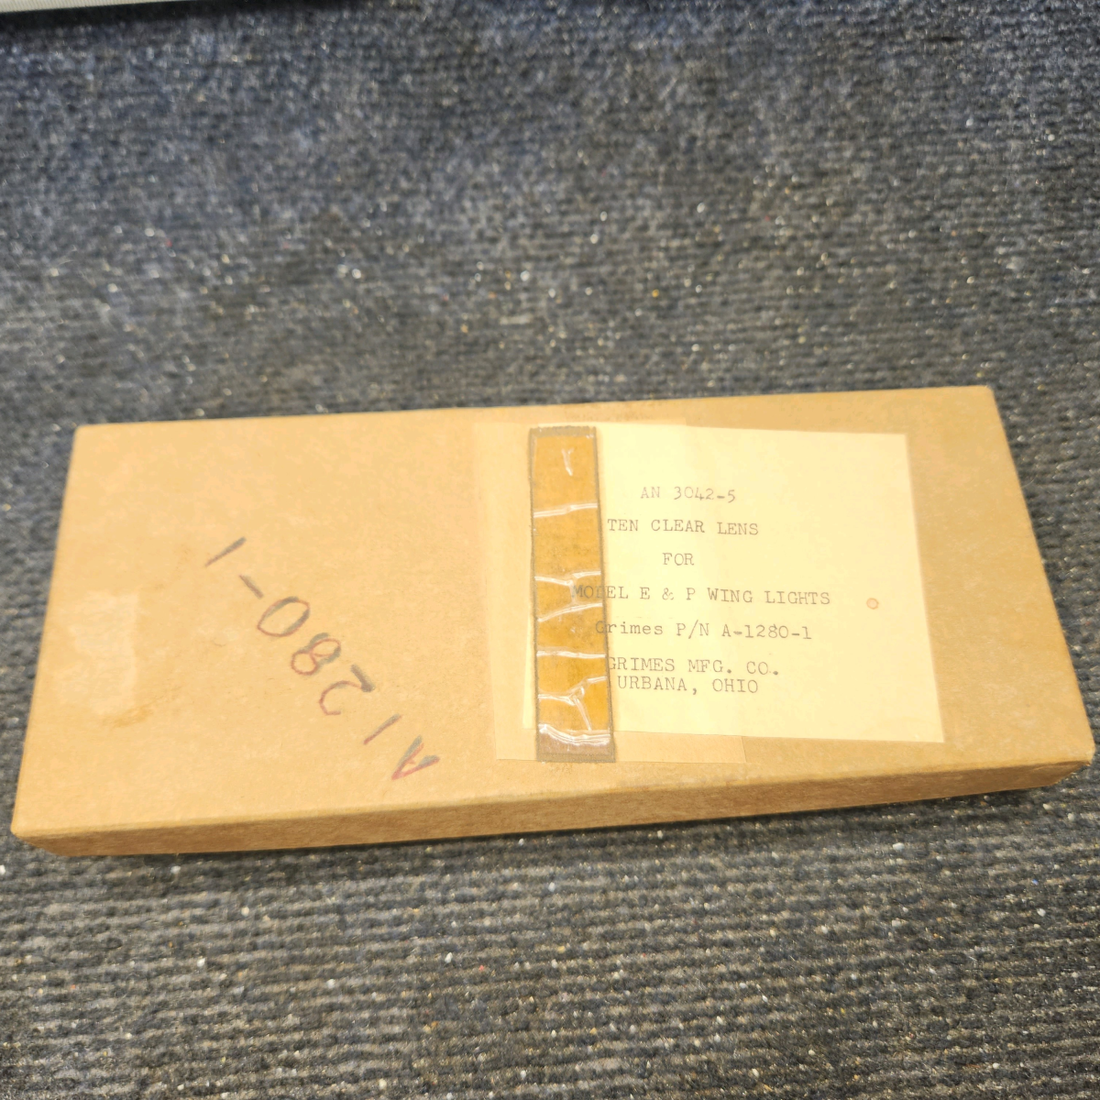 AN 3042-5
TEN CLEAR LENS
FOR
MODEL E & P WING LIGHTS
Grimes P/N A-1280-1
GRIMES MFG. CO.
URBANA, OHIO
A1280-1